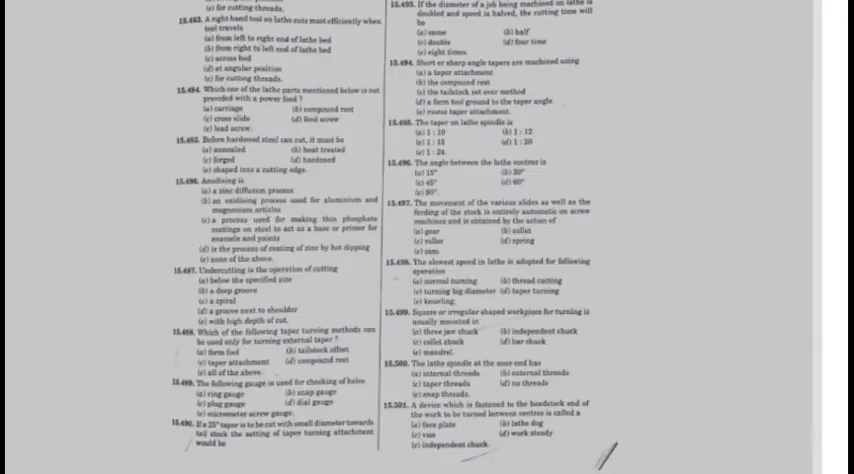 (e) for cutting threads.
15.483. A right hand tool on lathe cuts most efficiently when
tool travels
(a) from left to right end of lathe bed
(b) from right to left end of lathe bed
(c) across bed
(d) at angular position
(e) for cutting threads.
15.484. Which one of the lathe parts mentioned below is not
provided with a power feed ?
(a) carriage (b) compound rest
(c) cross slide (d) feed screw
(e) lead screw.
15.485. Before hardened steel can cut, it must be
(a) annealed (b) heat treated
(c) forged (d) hardened
(e) shaped into a cutting edge.
15.486. Anodising is
(a) a zinc diffusion process
(b) an oxidising process used for aluminium and
magnesium articles
(c) a process used for making thin phosphate
coatings on steel to act as a base or primer for
enamels and paints
(d) is the process of coating of zinc by hot dipping
(e) none of the above.
15.487. Undercutting is the operation of cutting
(a) below the specified size
(b) a deep groove
(c) a spiral
(d) a groove next to shoulder
(e) with high depth of cut.
15.488. Which of the following taper turning methods can
be used only for turning external taper ?
(a) form tool (b) tailstock offset
(c) taper attachment (d) compound rest
(e) all of the above.
15.489. The following gauge is used for checking of holes
(a) ring gauge (b) snap gauge
(c) plug gauge (d) dial gauge
(e) micrometer screw gauge.
15.490. If a 25° taper is to be cut with small diameter towards
tail stock the setting of taper turning attachment
would be
15.493. If the diameter of a job being machined on lathe is
doubled and speed is halved, the cutting time will
be
(a) same (b) half
(c) double (d) four time
(e) eight times.
15.494. Short or sharp angle tapers are machined using
(a) a taper attachment
(b) the compound rest
(c) the tailstock set over method
(d) a form tool ground to the taper angle
(e) morse taper attachment.
15.495. The taper on lathe spindle is
(a) 1 : 10 (b) 1 : 12
(c) 1 : 15 (d) 1 : 20
(e) 1 : 24.
15.496. The angle between the lathe centres is
(a) 15° (b) 30°
(c) 45° (d) 60°
(e) 90°.
15.497. The movement of the various slides as well as the
feeding of the stock is entirely automatic on screw
machines and is obtained by the action of
(a) gear (b) collet
(c) roller (d) spring
(e) cam.
15.498. The slowest speed in lathe is adopted for following
operation
(a) normal turning (b) thread cutting
(c) turning big diameter (d) taper turning
(e) knurling.
15.499. Square or irregular shaped workpiece for turning is
usually mounted in
(a) three jaw chuck (b) independent chuck
(c) collet chuck (d) bar chuck
(e) mandrel.
15.500. The lathe spindle at the nose end has
(a) internal threads (b) external threads
(c) taper threads (d) no threads
(e) snap threads.
15.501. A device which is fastened to the headstock end of
the work to be turned between centres is called a
(a) face plate (b) lathe dog
(c) vise (d) work steady
(e) independent chuck.